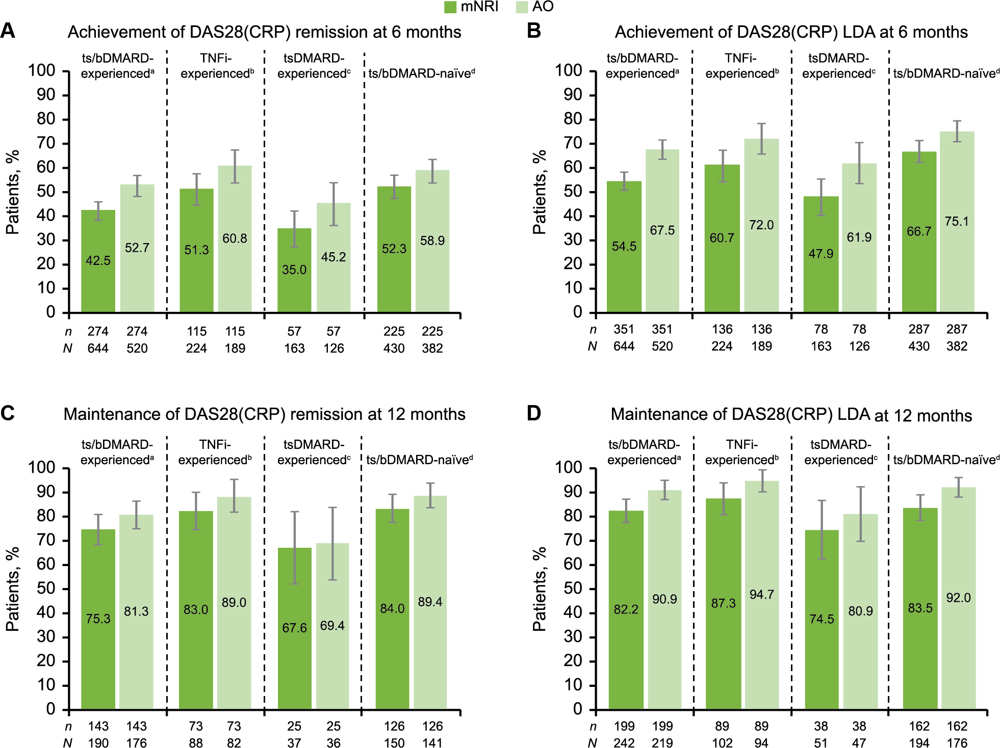 mNRI AO
A Achievement of DAS28(CRP) remission at 6 months
ts/bDMARD-experiencedᵃ
TNFi-experiencedᵇ
tsDMARD-experiencedᶜ
ts/bDMARD-naïveᵈ
Patients, %
100
90
80
70
60
50
40
30
20
10
0
42.5 52.7 51.3 60.8 35.0 45.2 52.3 58.9
n 274 274 115 115 57 57 225 225
N 644 520 224 189 163 126 430 382
B Achievement of DAS28(CRP) LDA at 6 months
ts/bDMARD-experiencedᵃ
TNFi-experiencedᵇ
tsDMARD-experiencedᶜ
ts/bDMARD-naïveᵈ
Patients, %
100
90
80
70
60
50
40
30
20
10
0
54.5 67.5 60.7 72.0 47.9 61.9 66.7 75.1
n 351 351 136 136 78 78 287 287
N 644 520 224 189 163 126 430 382
C Maintenance of DAS28(CRP) remission at 12 months
ts/bDMARD-experiencedᵃ
TNFi-experiencedᵇ
tsDMARD-experiencedᶜ
ts/bDMARD-naïveᵈ
Patients, %
100
90
80
70
60
50
40
30
20
10
0
75.3 81.3 83.0 89.0 67.6 69.4 84.0 89.4
n 143 143 73 73 25 25 126 126
N 190 176 88 82 37 36 150 141
D Maintenance of DAS28(CRP) LDA at 12 months
ts/bDMARD-experiencedᵃ
TNFi-experiencedᵇ
tsDMARD-experiencedᶜ
ts/bDMARD-naïveᵈ
Patients, %
100
90
80
70
60
50
40
30
20
10
0
82.2 90.9 87.3 94.7 74.5 80.9 83.5 92.0
n 199 199 89 89 38 38 162 162
N 242 219 102 94 51 47 194 176